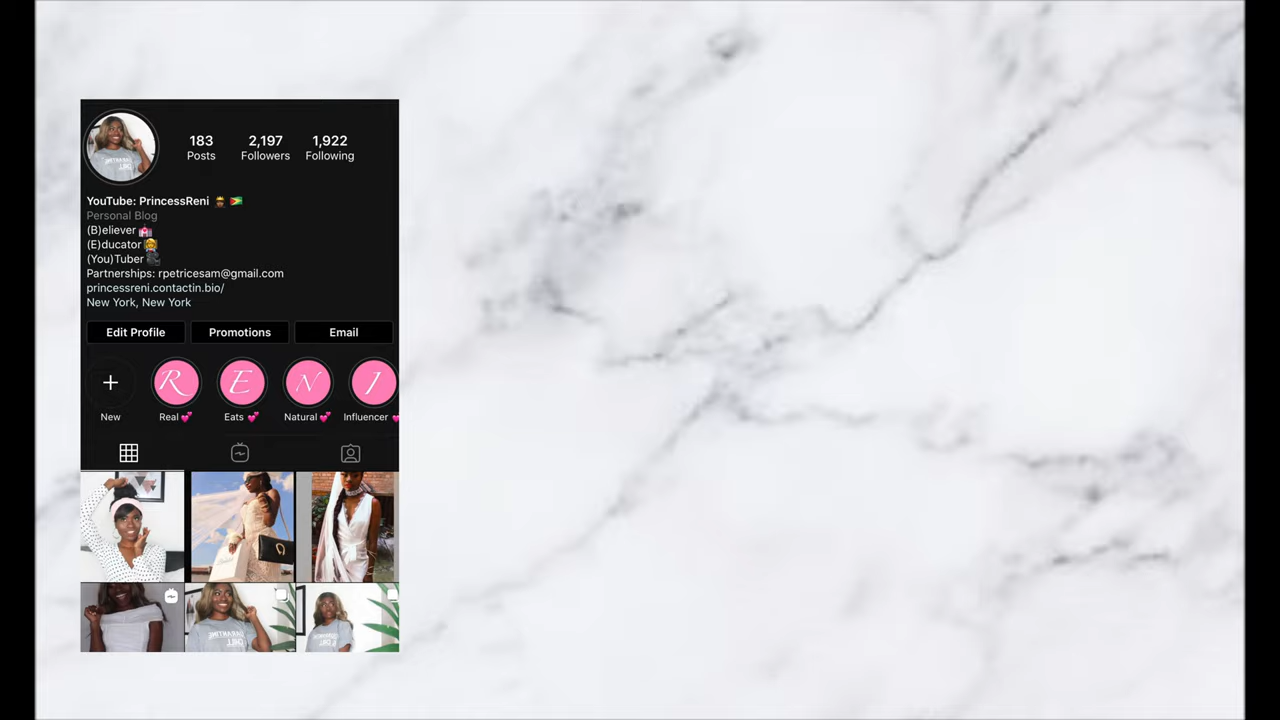 183 2,197 1,922
Posts Followers Following
YouTube: PrincessReni
Personal Blog
(B)eliever
(E)ducator
(You)Tuber
Partnerships: rpetricesam@gmail.com
princessreni.contactin.bio/
New York, New York
Edit Profile Promotions Email
R E N I
New Real Eats Natural Influencer